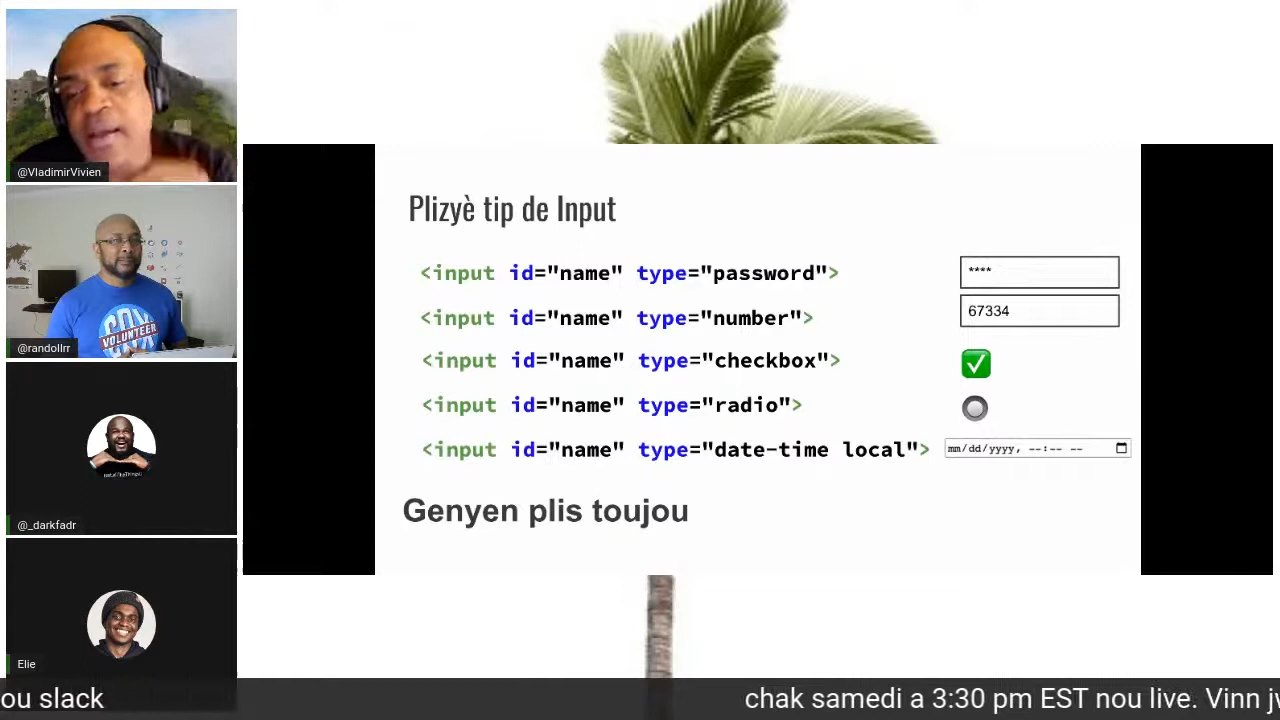 @VladimirVivien
@randollrr
@_darkfadr
Elie
Plizyè tip de Input
<input id="name" type="password">
****
<input id="name" type="number">
67334
<input id="name" type="checkbox">
<input id="name" type="radio">
<input id="name" type="date-time local">
mm/dd/yyyy, --:-- --
Genyen plis toujou
VOLUNTEER
ou slack
chak samedi a 3:30 pm EST nou live. Vinn jw